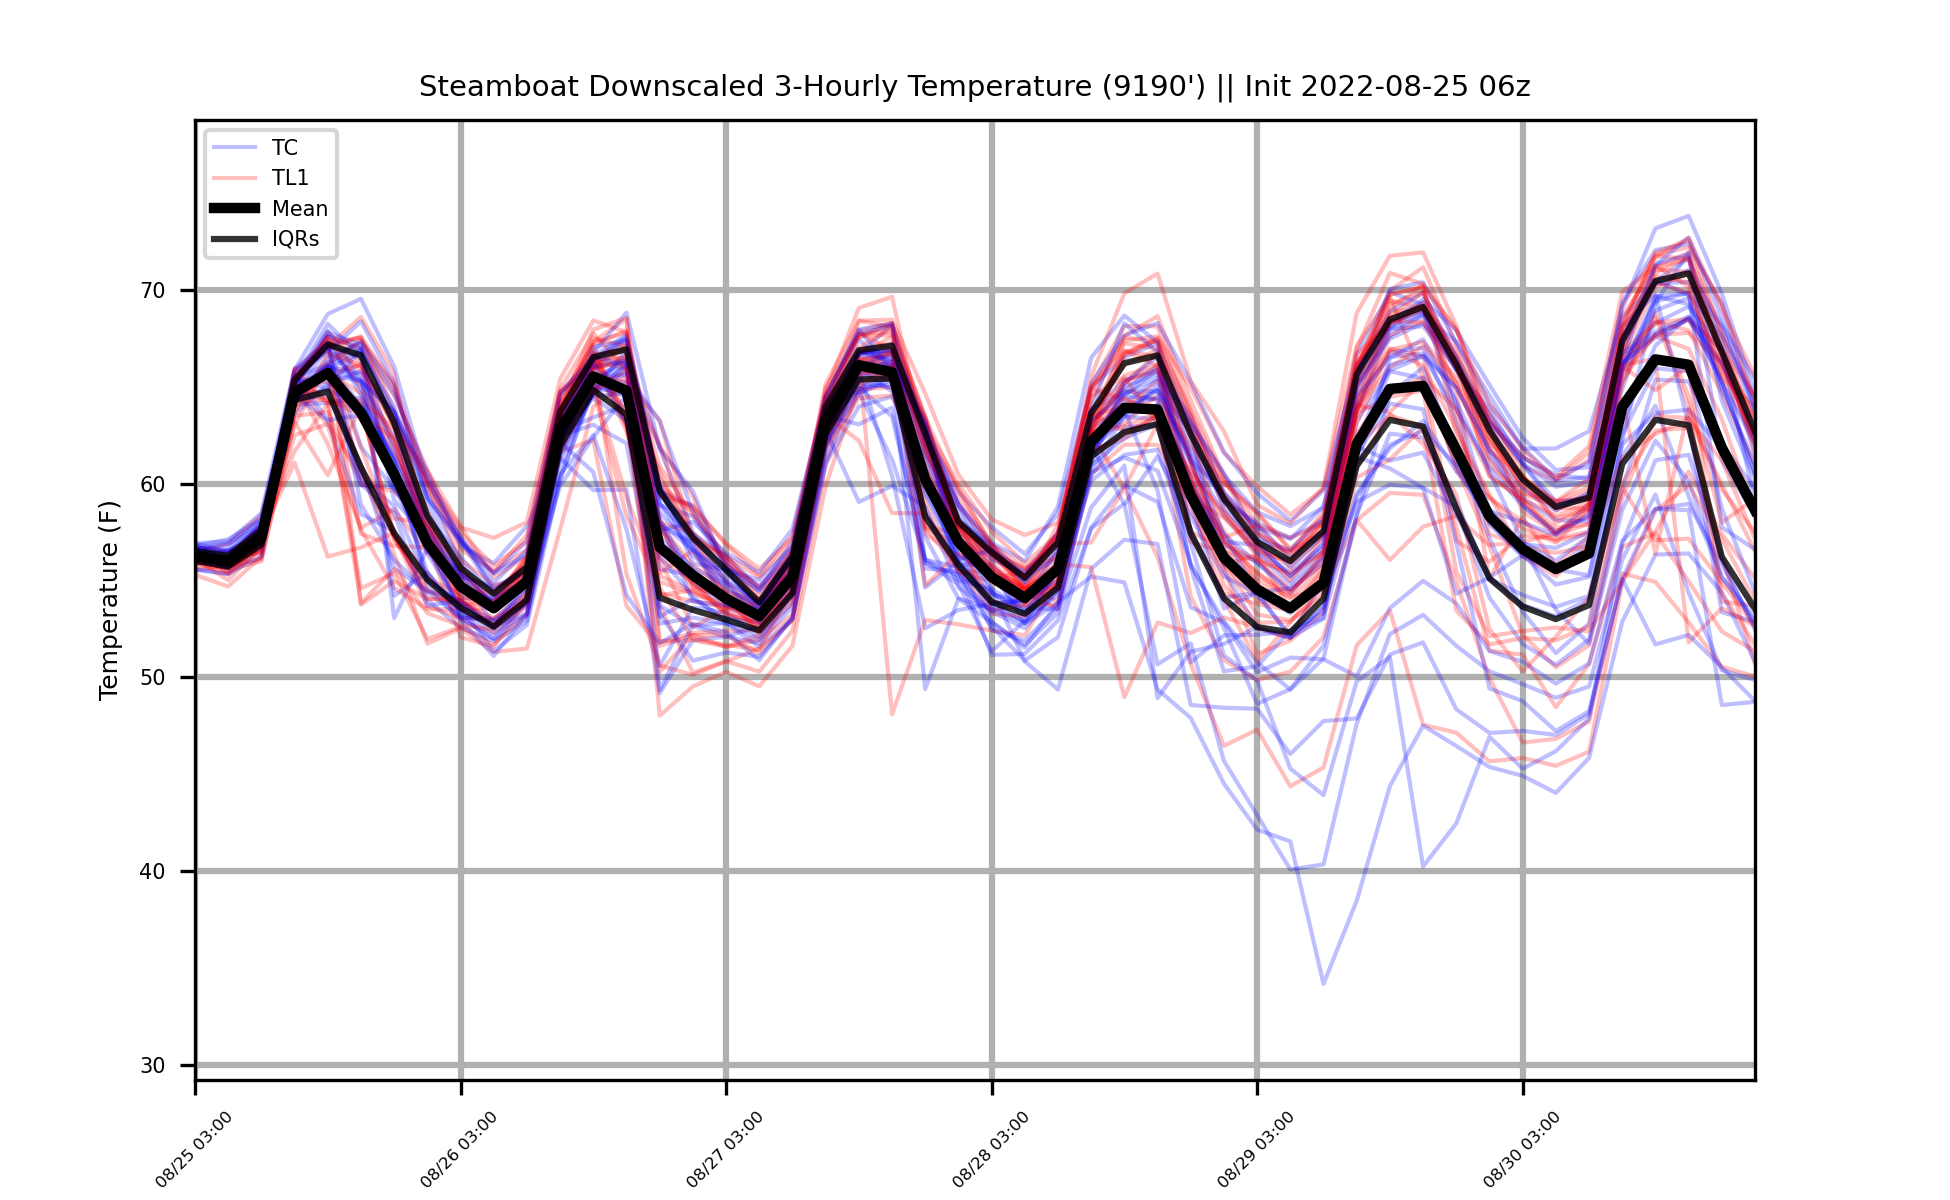 Steamboat Downscaled 3-Hourly Temperature (9190') || Init 2022-08-25 06z
TC
TL1
Mean
IQRs
Temperature (F)
70
60
50
40
30
08/25 03:00
08/26 03:00
08/27 03:00
08/28 03:00
08/29 03:00
08/30 03:00